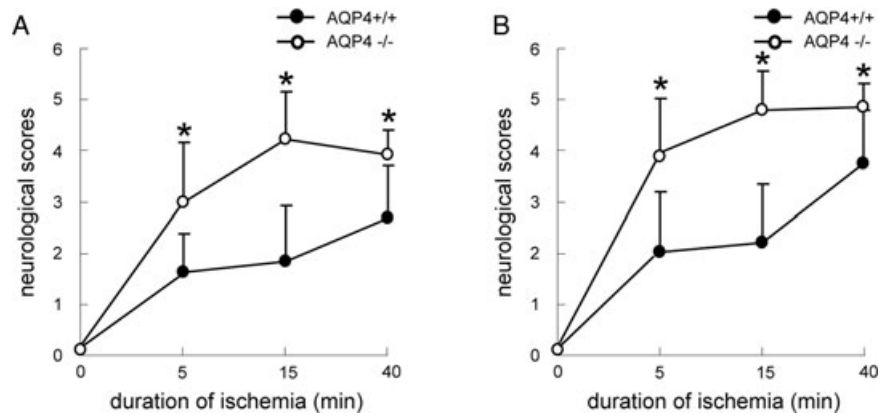 A
AQP4+/+
AQP4 -/-
6
5
4
3
2
1
0
neurological scores
* * *
0 5 15 40
duration of ischemia (min)
B
AQP4+/+
AQP4 -/-
6
5
4
3
2
1
0
neurological scores
* * *
0 5 15 40
duration of ischemia (min)